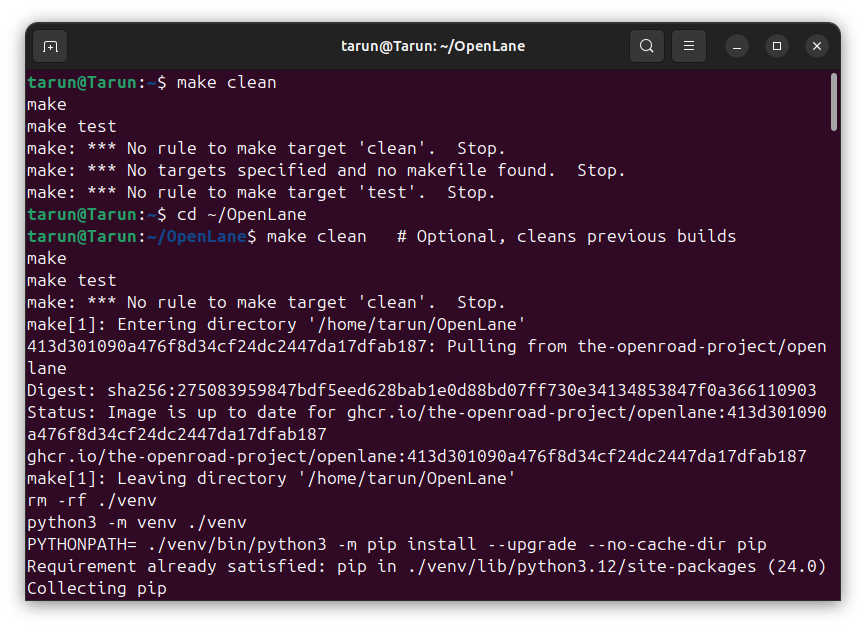 tarun@Tarun: ~/OpenLane
tarun@Tarun:~$ make clean
make
make test
make: *** No rule to make target 'clean'.  Stop.
make: *** No targets specified and no makefile found.  Stop.
make: *** No rule to make target 'test'.  Stop.
tarun@Tarun:~$ cd ~/OpenLane
tarun@Tarun:~/OpenLane$ make clean   # Optional, cleans previous builds
make
make test
make: *** No rule to make target 'clean'.  Stop.
make[1]: Entering directory '/home/tarun/OpenLane'
413d301090a476f8d34cf24dc2447da17dfab187: Pulling from the-openroad-project/open
lane
Digest: sha256:275083959847bdf5eed628bab1e0d88bd07ff730e34134853847f0a366110903
Status: Image is up to date for ghcr.io/the-openroad-project/openlane:413d301090
a476f8d34cf24dc2447da17dfab187
ghcr.io/the-openroad-project/openlane:413d301090a476f8d34cf24dc2447da17dfab187
make[1]: Leaving directory '/home/tarun/OpenLane'
rm -rf ./venv
python3 -m venv ./venv
PYTHONPATH= ./venv/bin/python3 -m pip install --upgrade --no-cache-dir pip
Requirement already satisfied: pip in ./venv/lib/python3.12/site-packages (24.0)
Collecting pip